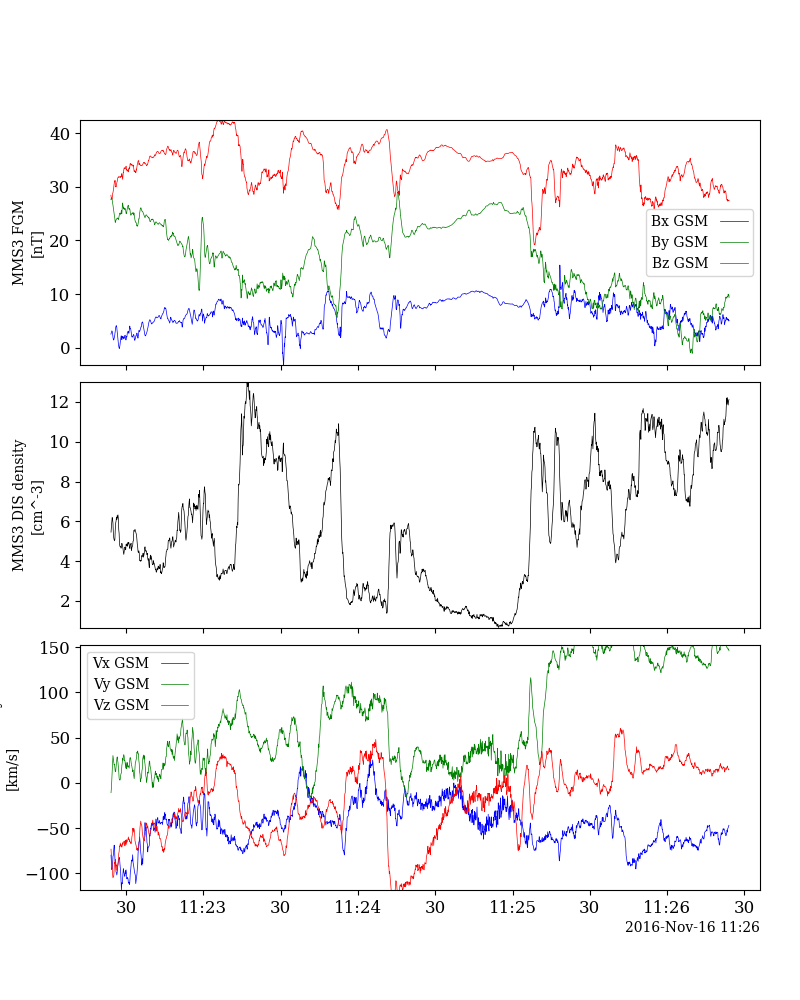 MMS3 FGM
[nT]
40
30
20
10
0
Bx GSM
By GSM
Bz GSM
MMS3 DIS density
[cm^-3]
12
10
8
6
4
2
[km/s]
150
100
50
0
−50
−100
Vx GSM
Vy GSM
Vz GSM
30 11:23 30 11:24 30 11:25 30 11:26 30
2016-Nov-16 11:26